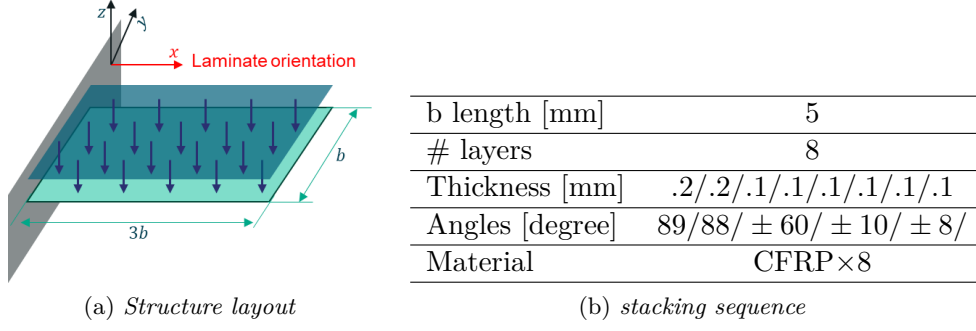 z
y
x
Laminate orientation
b
3b
(a) Structure layout
b length [mm] 5
# layers 8
Thickness [mm] .2/.2/.1/.1/.1/.1/.1/.1
Angles [degree] 89/88/ ± 60/ ± 10/ ± 8/
Material CFRP×8
(b) stacking sequence